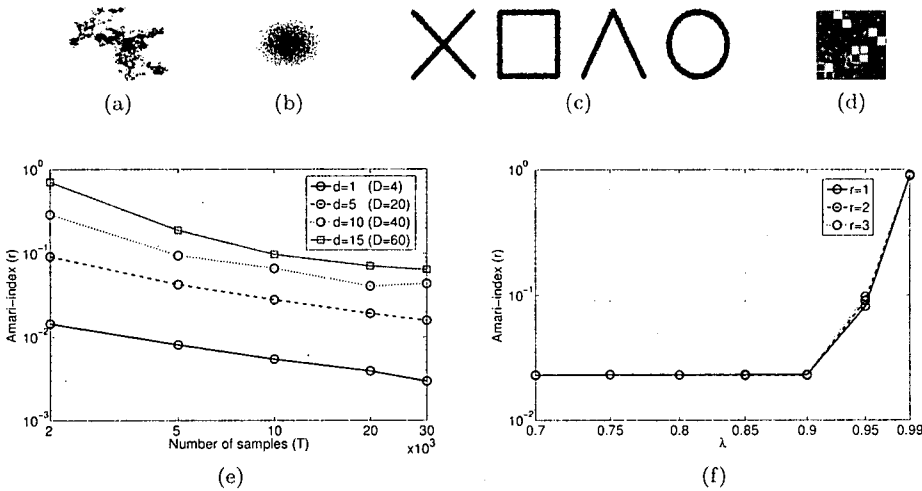 (a)
(b)
(c)
(d)
10^0
10^-1
10^-2
10^-3
Amari-index (r)
d=1 (D=4)
d=5 (D=20)
d=10 (D=40)
d=15 (D=60)
2 5 10 20 30
Number of samples (T)
x10^3
(e)
10^0
10^-1
10^-2
Amari-index (r)
r=1
r=2
r=3
0.7 0.75 0.8 0.85 0.9 0.95 0.99
λ
(f)